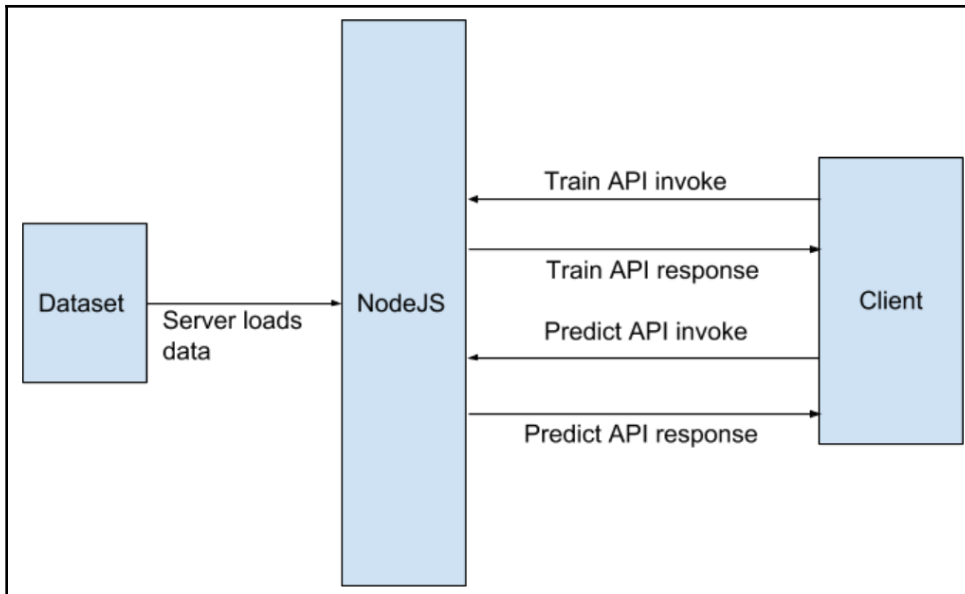 Dataset
Server loads
data
NodeJS
Train API invoke
Train API response
Predict API invoke
Predict API response
Client